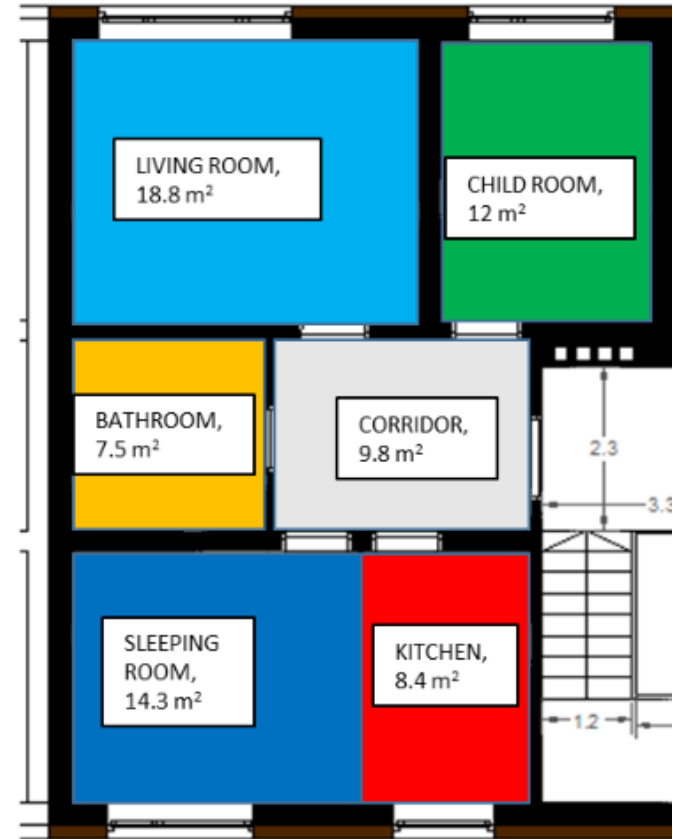 LIVING ROOM,
18.8 m²
CHILD ROOM,
12 m²
BATHROOM,
7.5 m²
CORRIDOR,
9.8 m²
2.3
3.3
SLEEPING
ROOM,
14.3 m²
KITCHEN,
8.4 m²
1.2